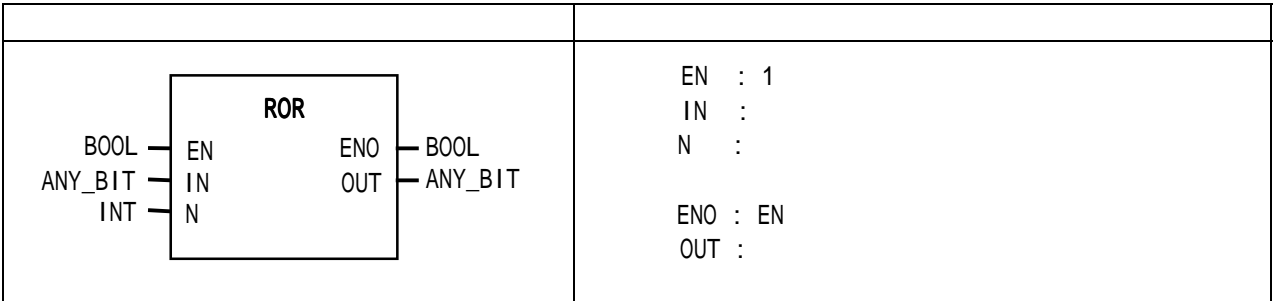 ROR
BOOL EN ENO BOOL
ANY_BIT IN OUT ANY_BIT
INT N
EN : 1
IN :
N :
ENO : EN
OUT :